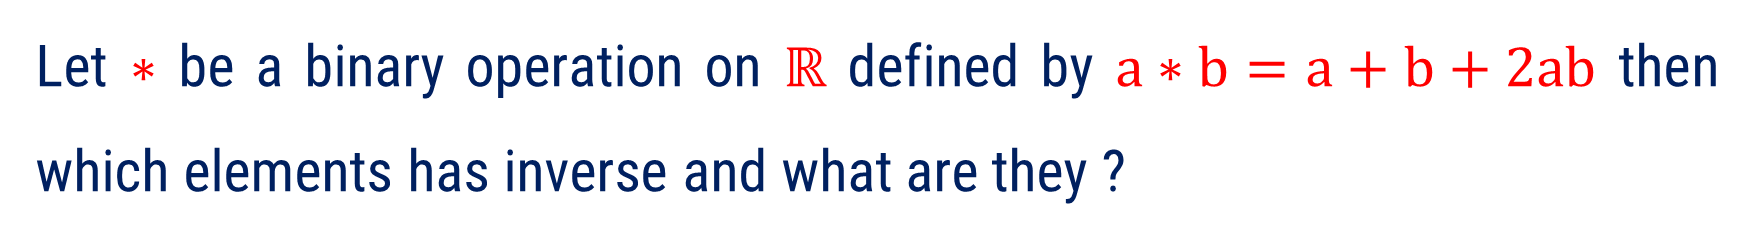 Let * be a binary operation on ℝ defined by a * b = a + b + 2ab then
which elements has inverse and what are they ?